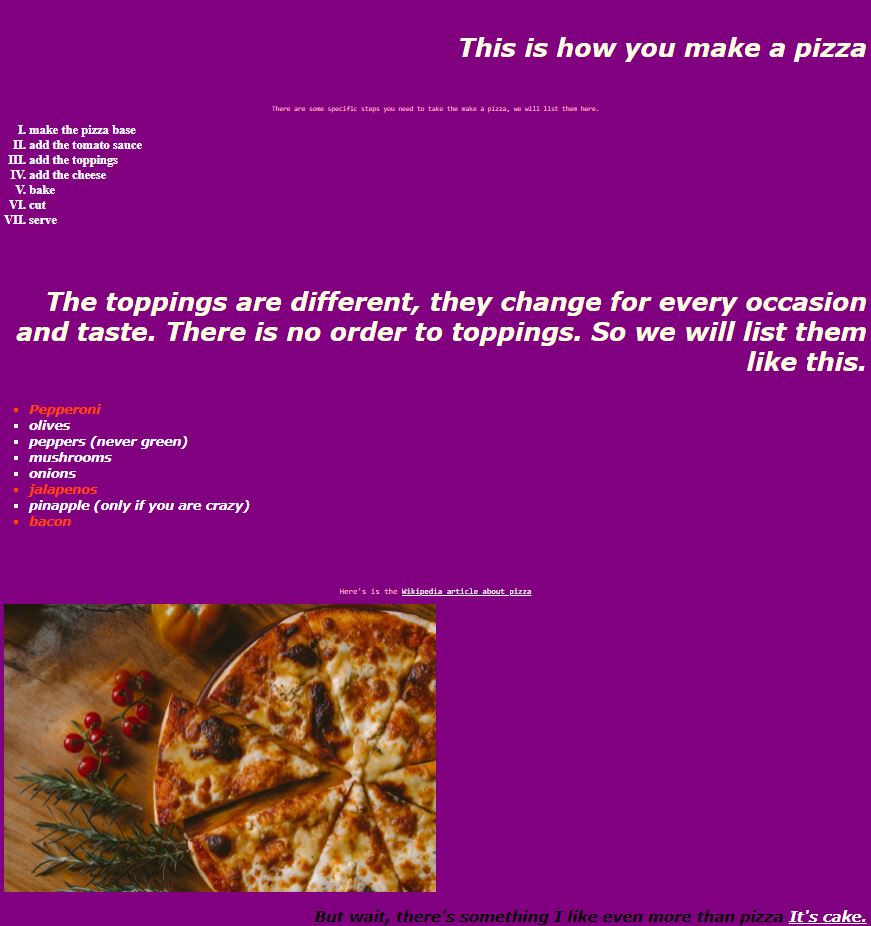 This is how you make a pizza
There are some specific steps you need to take the make a pizza, we will list them here.
I. make the pizza base
II. add the tomato sauce
III. add the toppings
IV. add the cheese
V. bake
VI. cut
VII. serve
The toppings are different, they change for every occasion
and taste. There is no order to toppings. So we will list them
like this.
Pepperoni
olives
peppers (never green)
mushrooms
onions
jalapenos
pinapple (only if you are crazy)
bacon
Here's is the Wikipedia article about pizza
But wait, there's something I like even more than pizza It's cake.